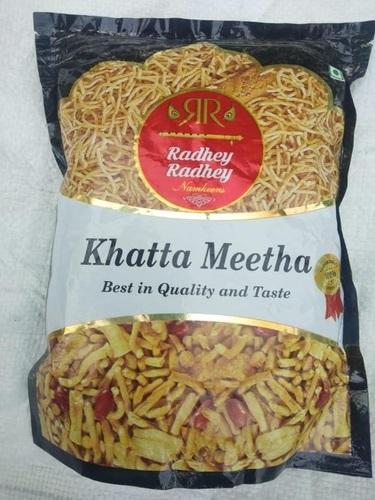 RR
Radhey
Radhey
Namkeens
Khatta Meetha
Best in Quality and Taste